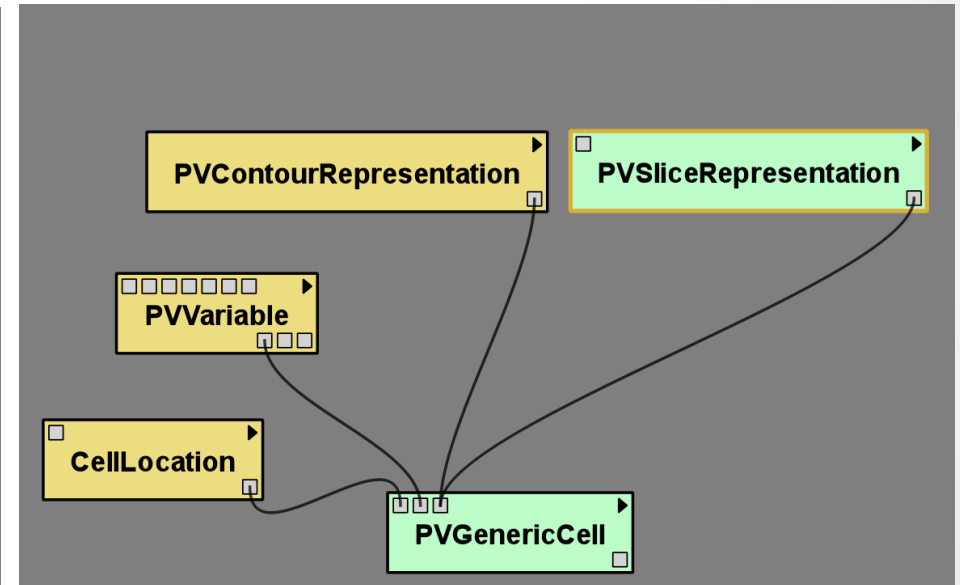 PVContourRepresentation
PVSliceRepresentation
PVVariable
CellLocation
PVGenericCell